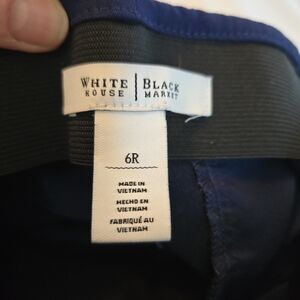 WHITE | BLACK
HOUSE | MARKET
6R
MADE IN
VIETNAM
HECHO EN
VIETNAM
FABRIQUÉ AU
VIETNAM